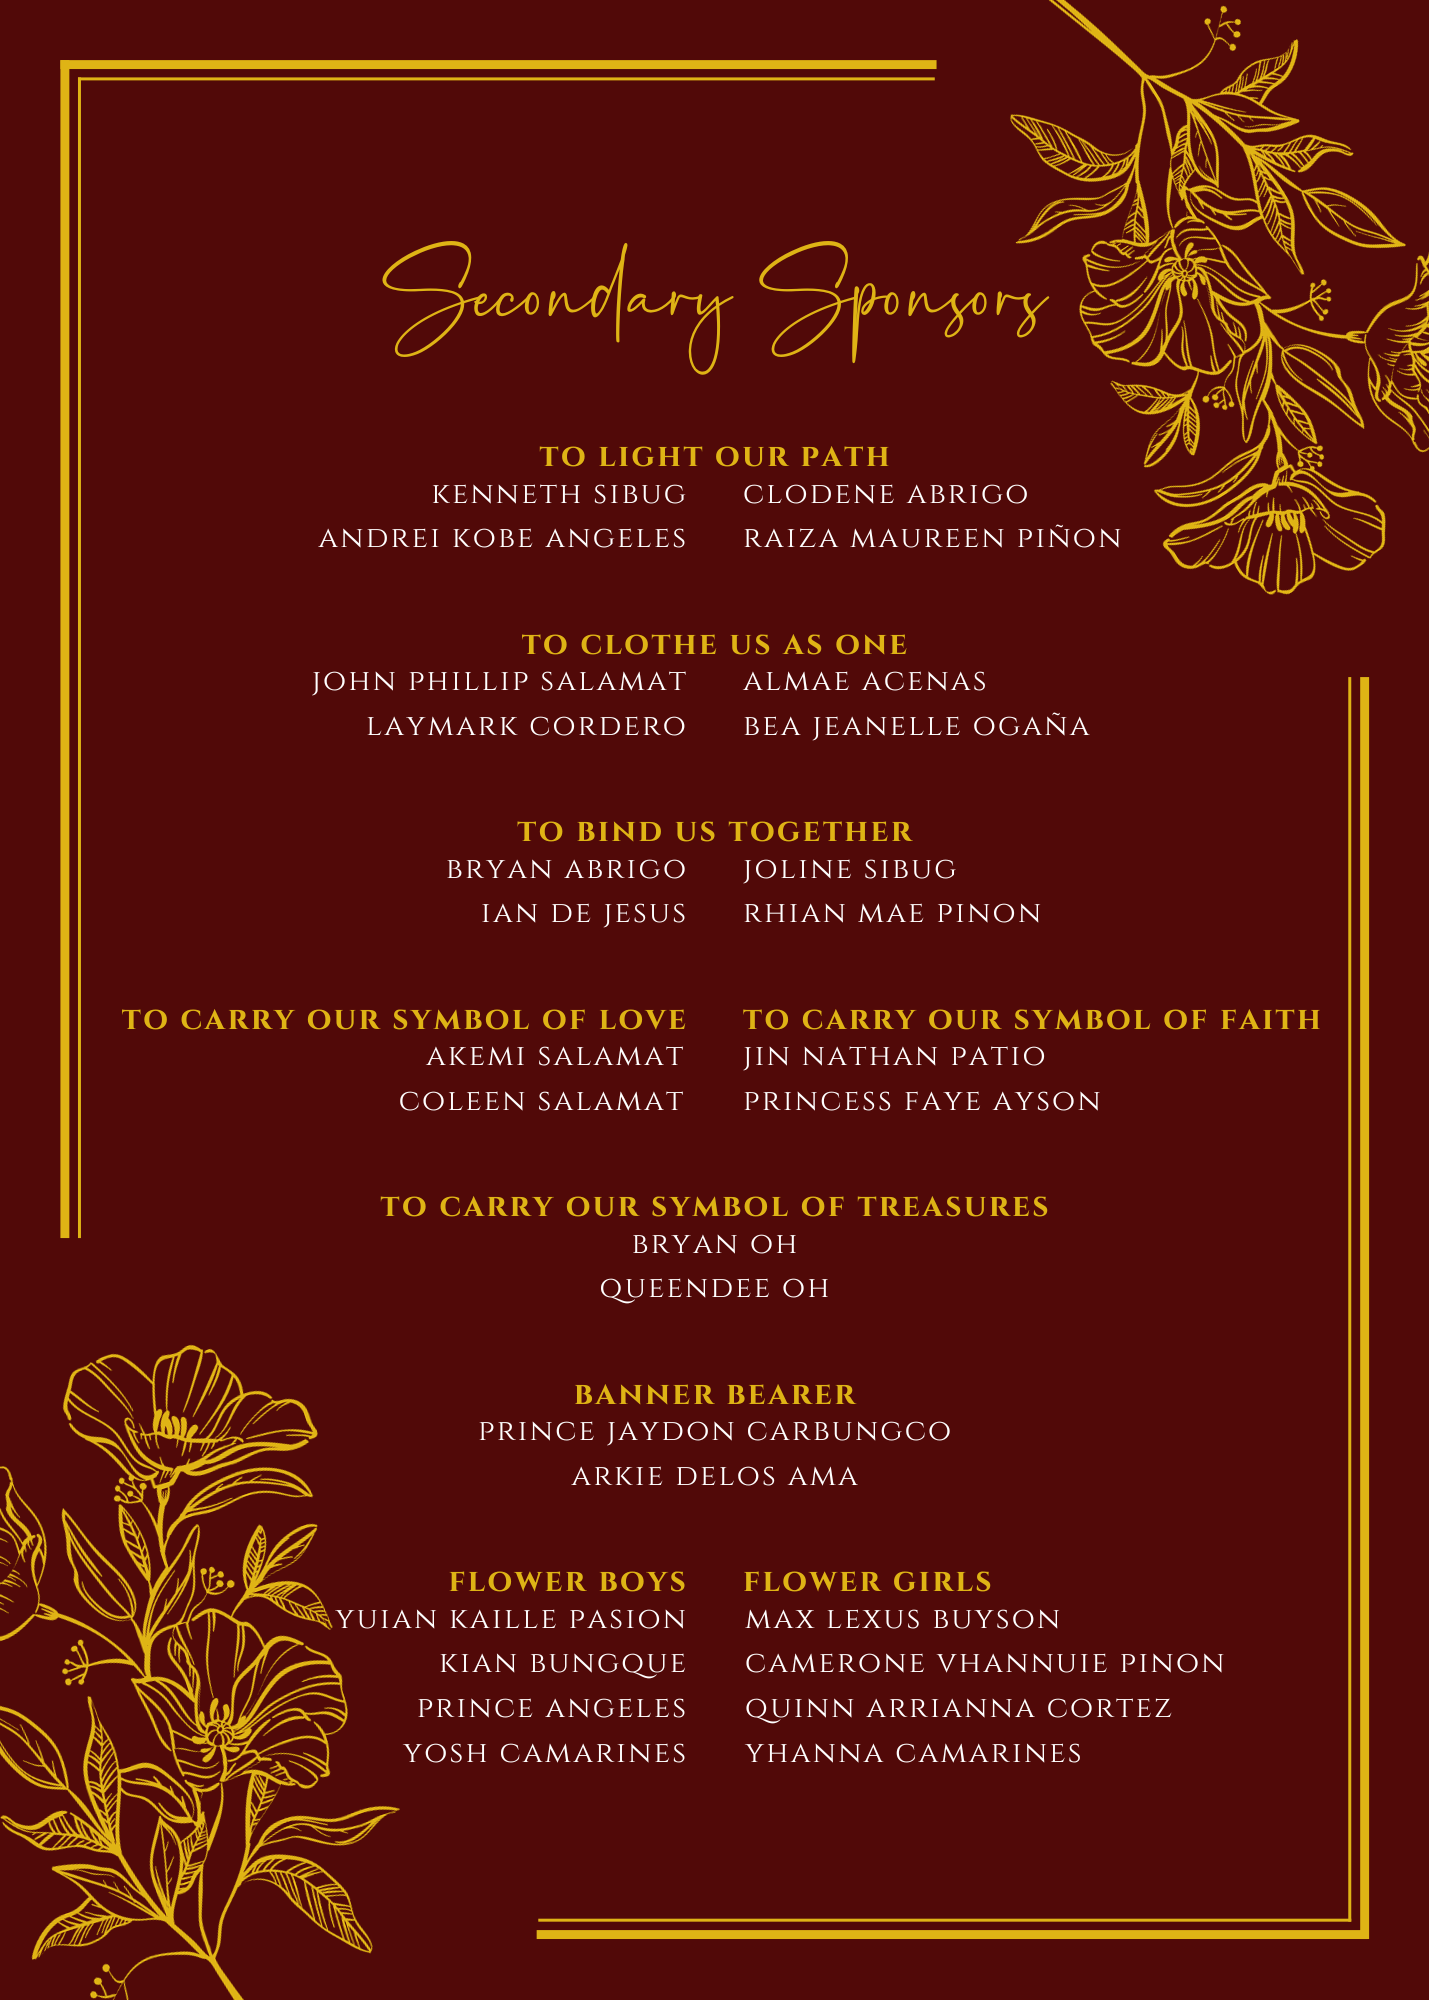 Secondary Sponsors
TO LIGHT OUR PATH
KENNETH SIBUG CLODENE ABRIGO
ANDREI KOBE ANGELES RAIZA MAUREEN PIÑON
TO CLOTHE US AS ONE
JOHN PHILLIP SALAMAT ALMAE ACENAS
LAYMARK CORDERO BEA JEANELLE OGAÑA
TO BIND US TOGETHER
BRYAN ABRIGO JOLINE SIBUG
IAN DE JESUS RHIAN MAE PINON
TO CARRY OUR SYMBOL OF LOVE TO CARRY OUR SYMBOL OF FAITH
AKEMI SALAMAT JIN NATHAN PATIO
COLEEN SALAMAT PRINCESS FAYE AYSON
TO CARRY OUR SYMBOL OF TREASURES
BRYAN OH
QUEENDEE OH
BANNER BEARER
PRINCE JAYDON CARBUNGCO
ARKIE DELOS AMA
FLOWER BOYS FLOWER GIRLS
YUIAN KAILLE PASION MAX LEXUS BUYSON
KIAN BUNGQUE CAMERONE VHANNUIE PINON
PRINCE ANGELES QUINN ARRIANNA CORTEZ
YOSH CAMARINES YHANNA CAMARINES